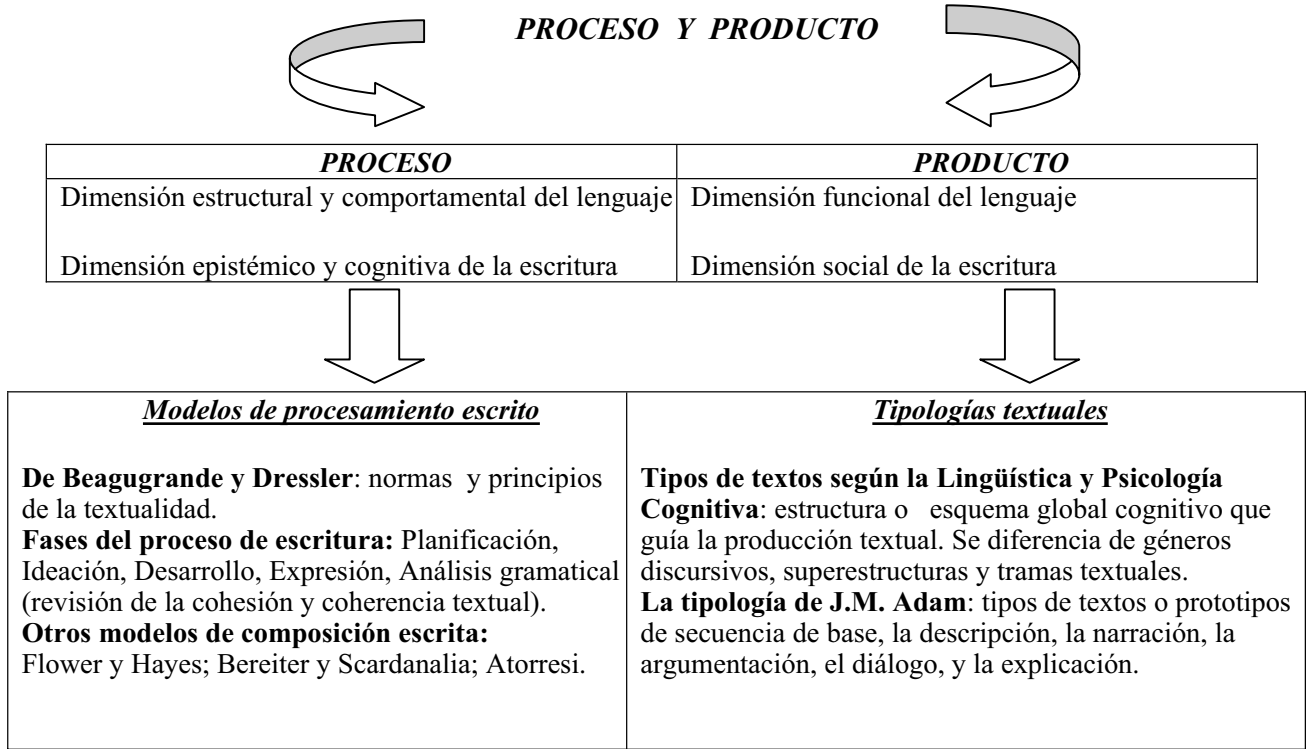 PROCESO Y PRODUCTO
PROCESO
PRODUCTO
Dimensión estructural y comportamental del lenguaje
Dimensión epistémico y cognitiva de la escritura
Dimensión funcional del lenguaje
Dimensión social de la escritura
Modelos de procesamiento escrito
De Beagugrande y Dressler: normas y principios
de la textualidad.
Fases del proceso de escritura: Planificación,
Ideación, Desarrollo, Expresión, Análisis gramatical
(revisión de la cohesión y coherencia textual).
Otros modelos de composición escrita:
Flower y Hayes; Bereiter y Scardanalia; Atorresi.
Tipologías textuales
Tipos de textos según la Lingüística y Psicología
Cognitiva: estructura o esquema global cognitivo que
guía la producción textual. Se diferencia de géneros
discursivos, superestructuras y tramas textuales.
La tipología de J.M. Adam: tipos de textos o prototipos
de secuencia de base, la descripción, la narración, la
argumentación, el diálogo, y la explicación.